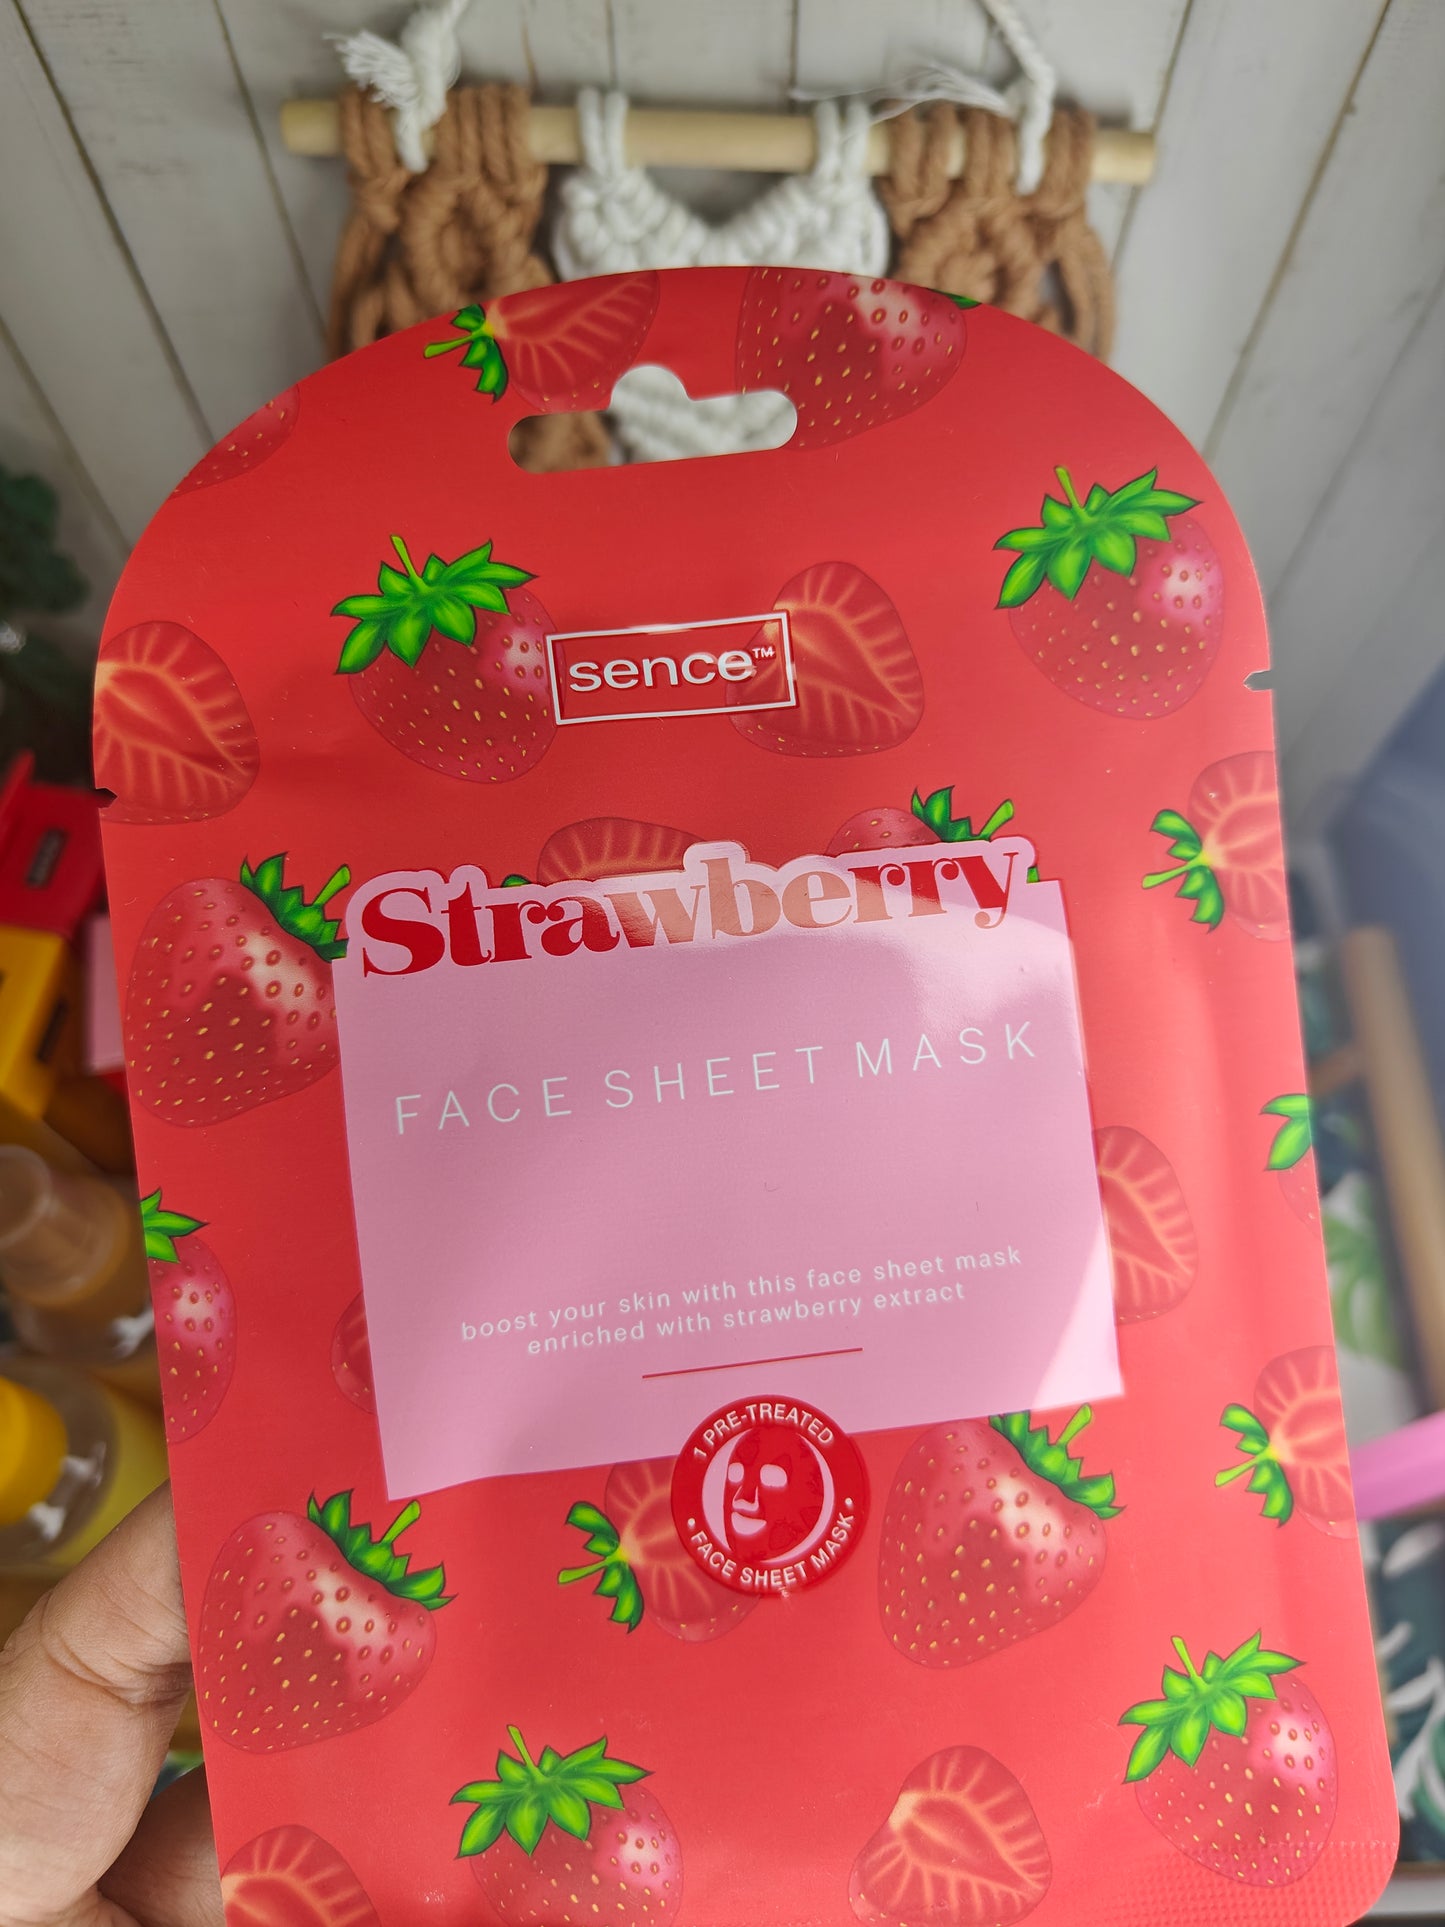 sence™
Strawberry
FACE SHEET MASK
boost your skin with this face sheet mask
enriched with strawberry extract
1 PRE-TREATED
• FACE SHEET MASK •